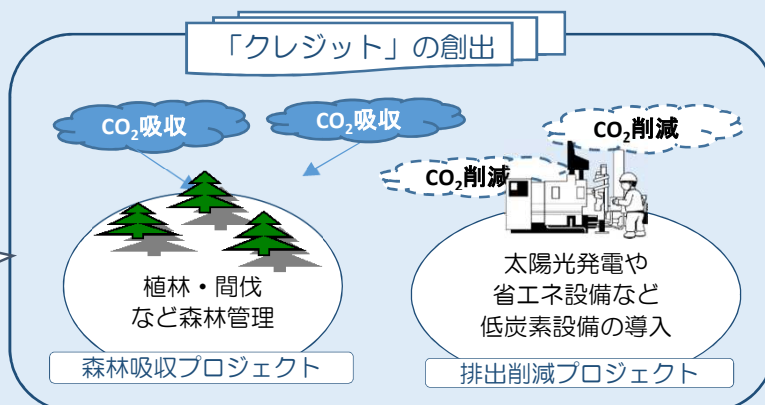 「クレジット」の創出
CO₂吸収
CO₂吸収
CO₂削減
CO₂削減
植林・間伐
など森林管理
森林吸収プロジェクト
太陽光発電や
省エネ設備など
低炭素設備の導入
排出削減プロジェクト